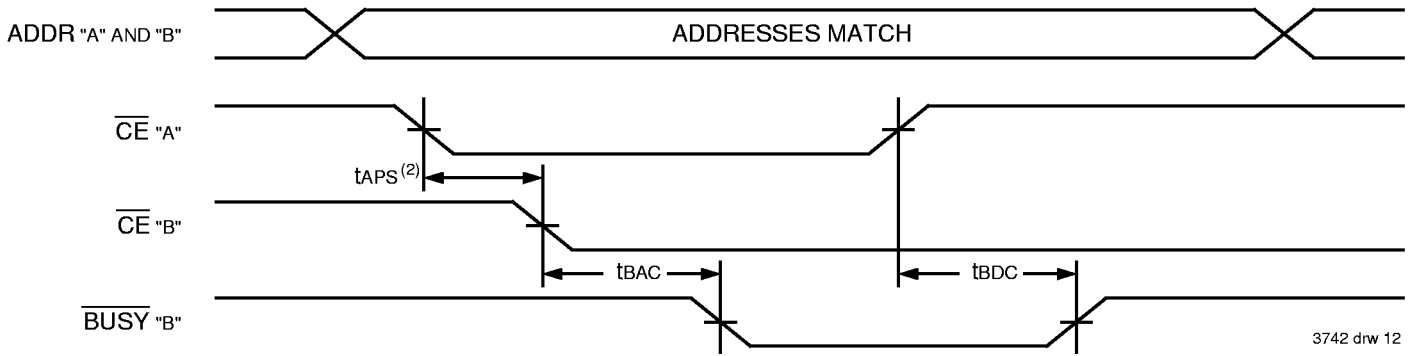 ADDR "A" AND "B"
ADDRESSES MATCH
CE "A"
tAPS(2)
CE "B"
tBAC
tBDC
BUSY "B"
3742 drw 12